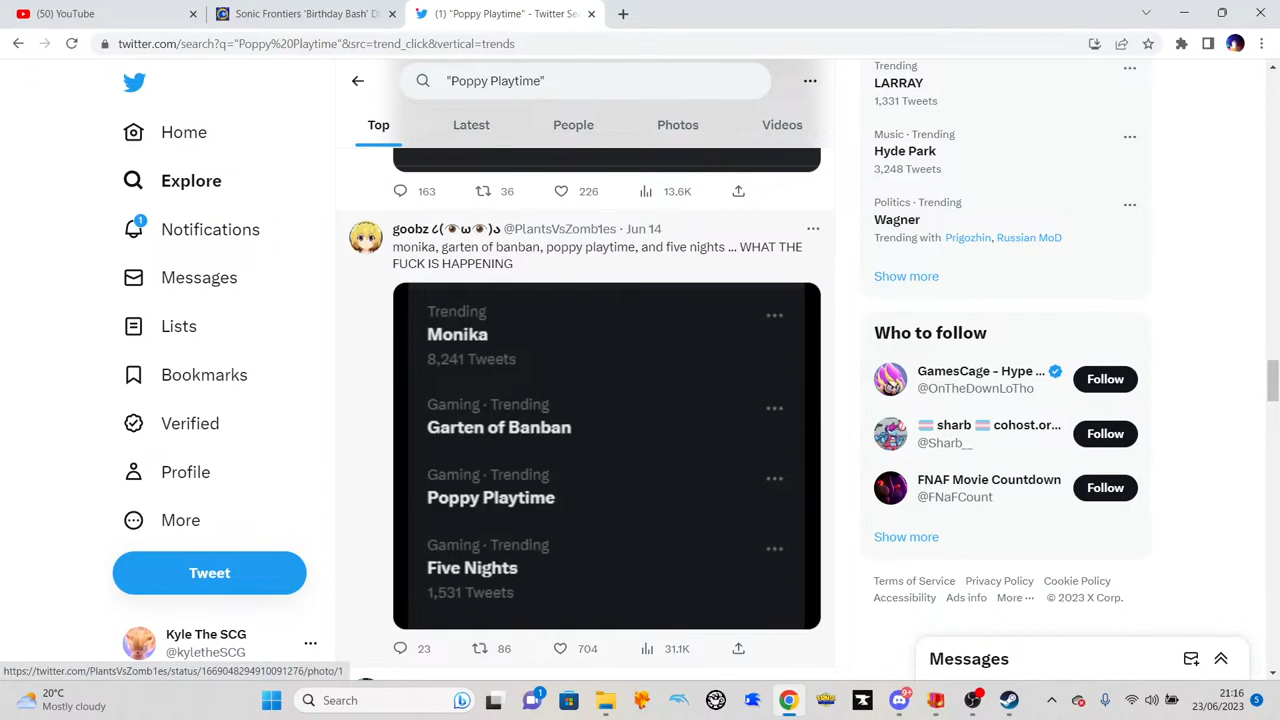 (50) YouTube
Sonic Frontiers 'Birthday Bash' D
(1) "Poppy Playtime" - Twitter Sea
twitter.com/search?q="Poppy%20Playtime"&src=trend_click&vertical=trends
"Poppy Playtime"
Top
Latest
People
Photos
Videos
Home
Explore
1
Notifications
Messages
Lists
Bookmarks
Verified
Profile
More
Tweet
Kyle The SCG
@kyletheSCG
163
36
226
13.6K
goobz ૮(👁ω👁)ა @PlantsVsZomb1es · Jun 14
monika, garten of banban, poppy playtime, and five nights ... WHAT THE
FUCK IS HAPPENING
Trending
Monika
8,241 Tweets
Gaming · Trending
Garten of Banban
Gaming · Trending
Poppy Playtime
Gaming · Trending
Five Nights
1,531 Tweets
23
86
704
31.1K
Trending
LARRAY
1,331 Tweets
Music · Trending
Hyde Park
3,248 Tweets
Politics · Trending
Wagner
Trending with Prigozhin, Russian MoD
Show more
Who to follow
GamesCage - Hype ...
@OnTheDownLoTho
Follow
sharb cohost.or...
@Sharb__
Follow
FNAF Movie Countdown
@FNaFCount
Follow
Show more
Terms of Service Privacy Policy Cookie Policy
Accessibility Ads info More ··· © 2023 X Corp.
Messages
https://twitter.com/PlantsVsZomb1es/status/1669048294910091276/photo/1
20°C
Mostly cloudy
Search
1
9+
21:16
23/06/2023
5